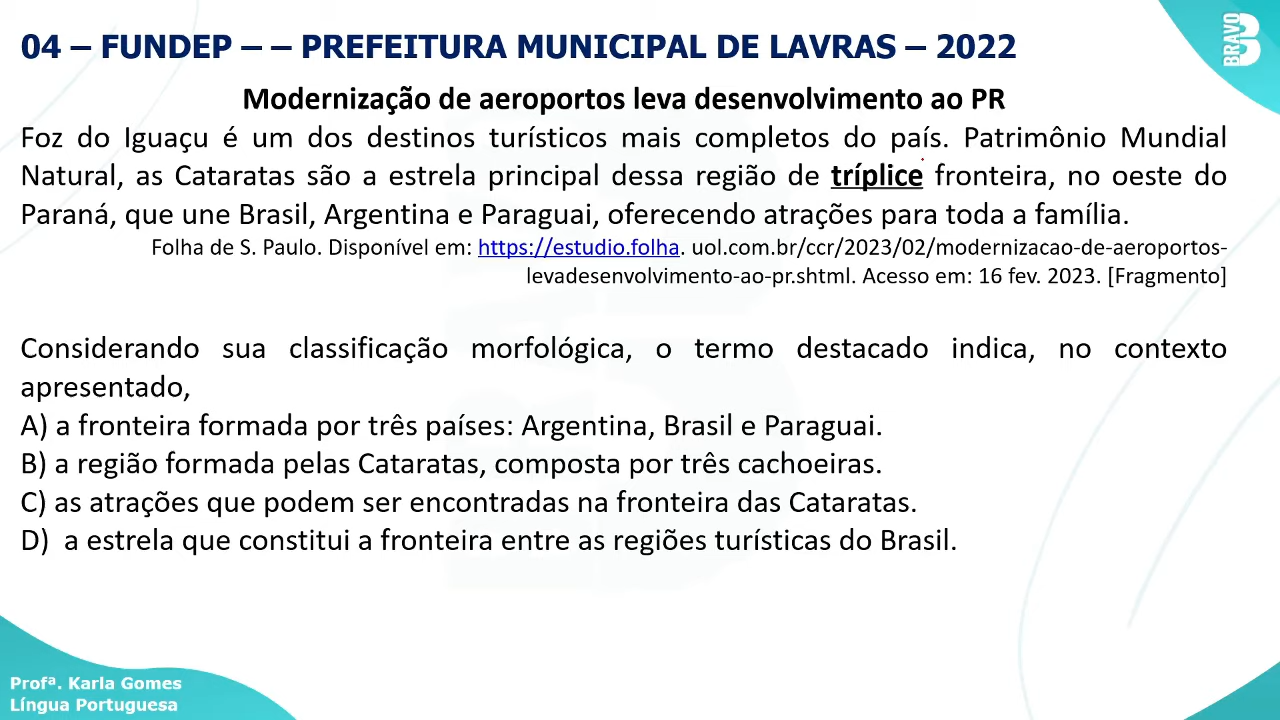 04 – FUNDEP – – PREFEITURA MUNICIPAL DE LAVRAS – 2022
BRAVO
B
Modernização de aeroportos leva desenvolvimento ao PR
Foz do Iguaçu é um dos destinos turísticos mais completos do país. Patrimônio Mundial
Natural, as Cataratas são a estrela principal dessa região de tríplice fronteira, no oeste do
Paraná, que une Brasil, Argentina e Paraguai, oferecendo atrações para toda a família.
Folha de S. Paulo. Disponível em: https://estudio.folha. uol.com.br/ccr/2023/02/modernizacao-de-aeroportos-
levadesenvolvimento-ao-pr.shtml. Acesso em: 16 fev. 2023. [Fragmento]
Considerando sua classificação morfológica, o termo destacado indica, no contexto
apresentado,
A) a fronteira formada por três países: Argentina, Brasil e Paraguai.
B) a região formada pelas Cataratas, composta por três cachoeiras.
C) as atrações que podem ser encontradas na fronteira das Cataratas.
D) a estrela que constitui a fronteira entre as regiões turísticas do Brasil.
Profª. Karla Gomes
Língua Portuguesa